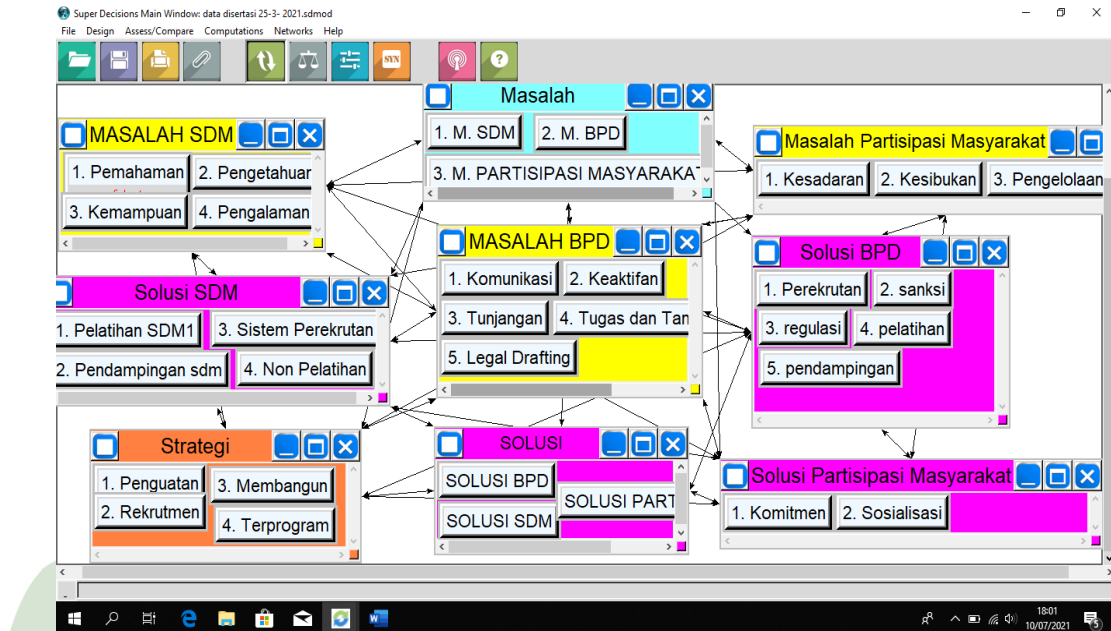 Super Decisions Main Window: data disertasi 25-3- 2021.sdmod
File Design Assess/Compare Computations Networks Help
SYN
?
Masalah
1. M. SDM
2. M. BPD
3. M. PARTISIPASI MASYARAKAT
MASALAH SDM
1. Pemahaman
2. Pengetahuan
3. Kemampuan
4. Pengalaman
Masalah Partisipasi Masyarakat
1. Kesadaran
2. Kesibukan
3. Pengelolaan
MASALAH BPD
1. Komunikasi
2. Keaktifan
3. Tunjangan
4. Tugas dan Tan
5. Legal Drafting
Solusi BPD
1. Perekrutan
2. sanksi
3. regulasi
4. pelatihan
5. pendampingan
Solusi SDM
1. Pelatihan SDM1
3. Sistem Perekrutan
2. Pendampingan sdm
4. Non Pelatihan
Strategi
1. Penguatan
3. Membangun
2. Rekrutmen
4. Terprogram
SOLUSI
SOLUSI BPD
SOLUSI PART
SOLUSI SDM
Solusi Partisipasi Masyarakat
1. Komitmen
2. Sosialisasi
18:01
10/07/2021
5